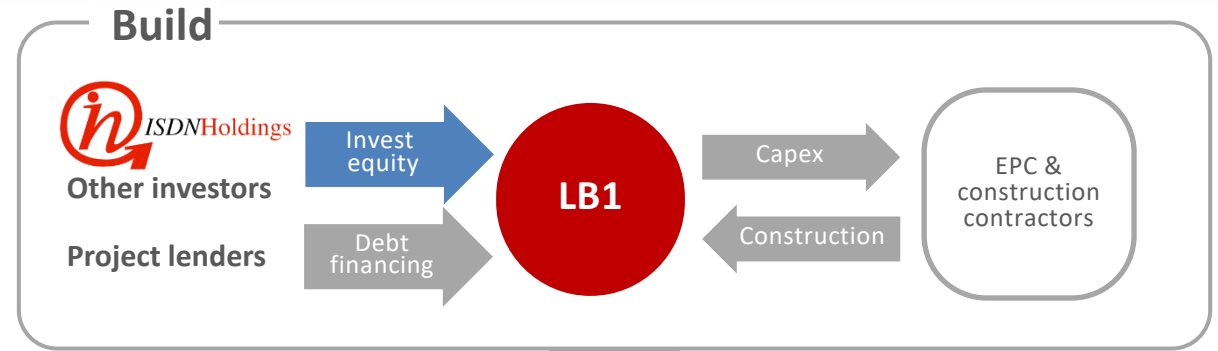 Build
ISDNHoldings
Other investors
Project lenders
Invest
equity
Debt
financing
LB1
Capex
Construction
EPC &
construction
contractors